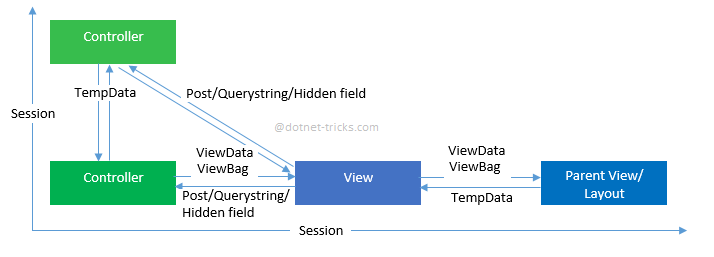 Controller
TempData
Post/Querystring/Hidden field
Session
@dotnet-tricks.com
Controller
ViewData
ViewBag
Post/Querystring/
Hidden field
View
ViewData
ViewBag
TempData
Parent View/
Layout
Session